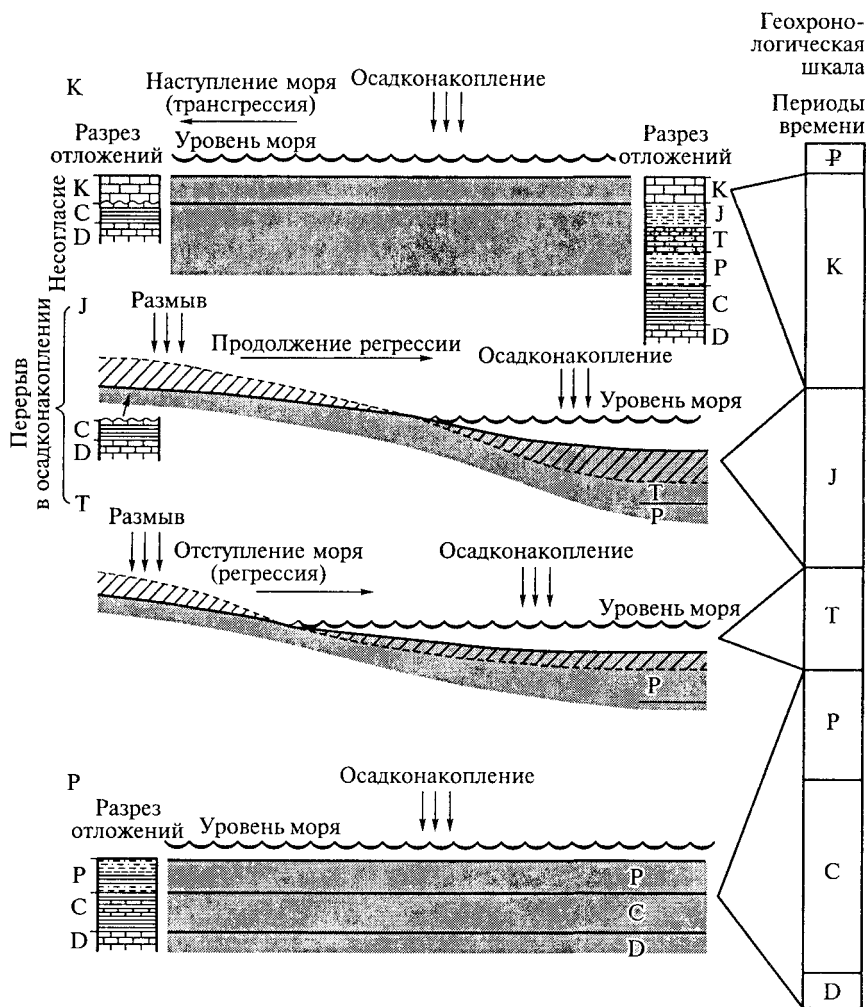 Геохроно-
логическая
шкала
Периоды
времени
K
Наступление моря
(трансгрессия)
Осадконакопление
Разрез
отложений
Уровень моря
Разрез
отложений
K
C
D
Несогласие
K
J
T
P
C
D
J
Размыв
Продолжение регрессии
Осадконакопление
Уровень моря
Перерыв
в осадконакоплении
C
D
T
P
T
Размыв
Отступление моря
(регрессия)
Осадконакопление
Уровень моря
P
P
Осадконакопление
Разрез
отложений
Уровень моря
P
C
D
P
C
D
K
J
T
P
C
D